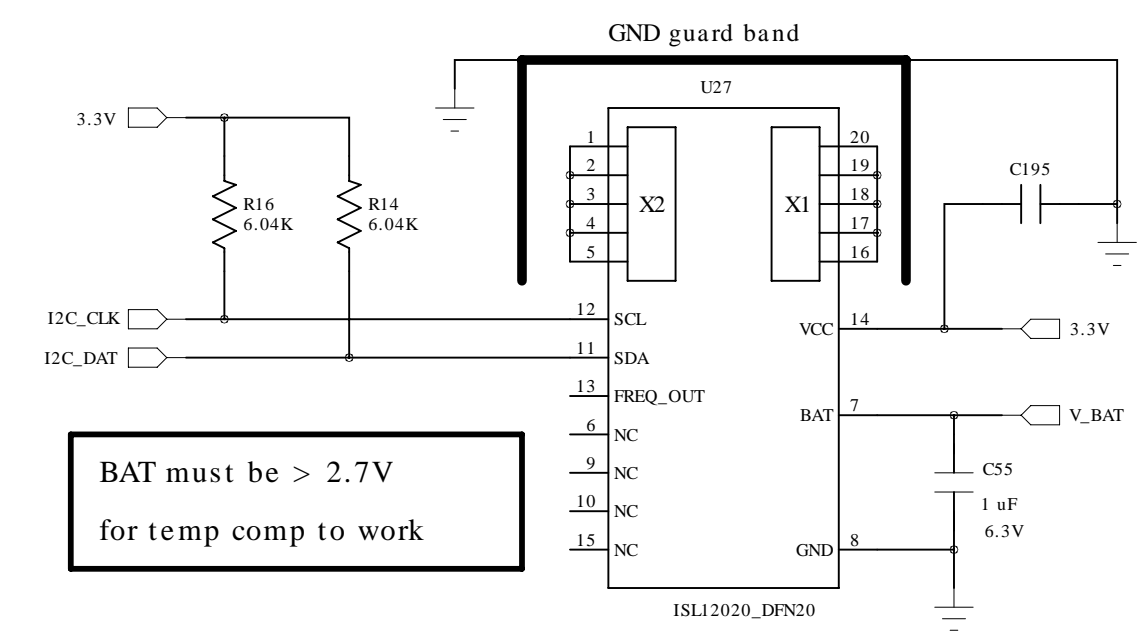 GND guard band
U27
3.3V
1
2
3
4
5
X2
X1
20
19
18
17
16
C195
R16
6.04K
R14
6.04K
I2C_CLK
12
SCL
VCC
14
3.3V
I2C_DAT
11
SDA
13
FREQ_OUT
BAT
7
V_BAT
6
NC
9
NC
10
NC
15
NC
C55
1 uF
6.3V
GND
8
BAT must be > 2.7V
for temp comp to work
ISL12020_DFN20